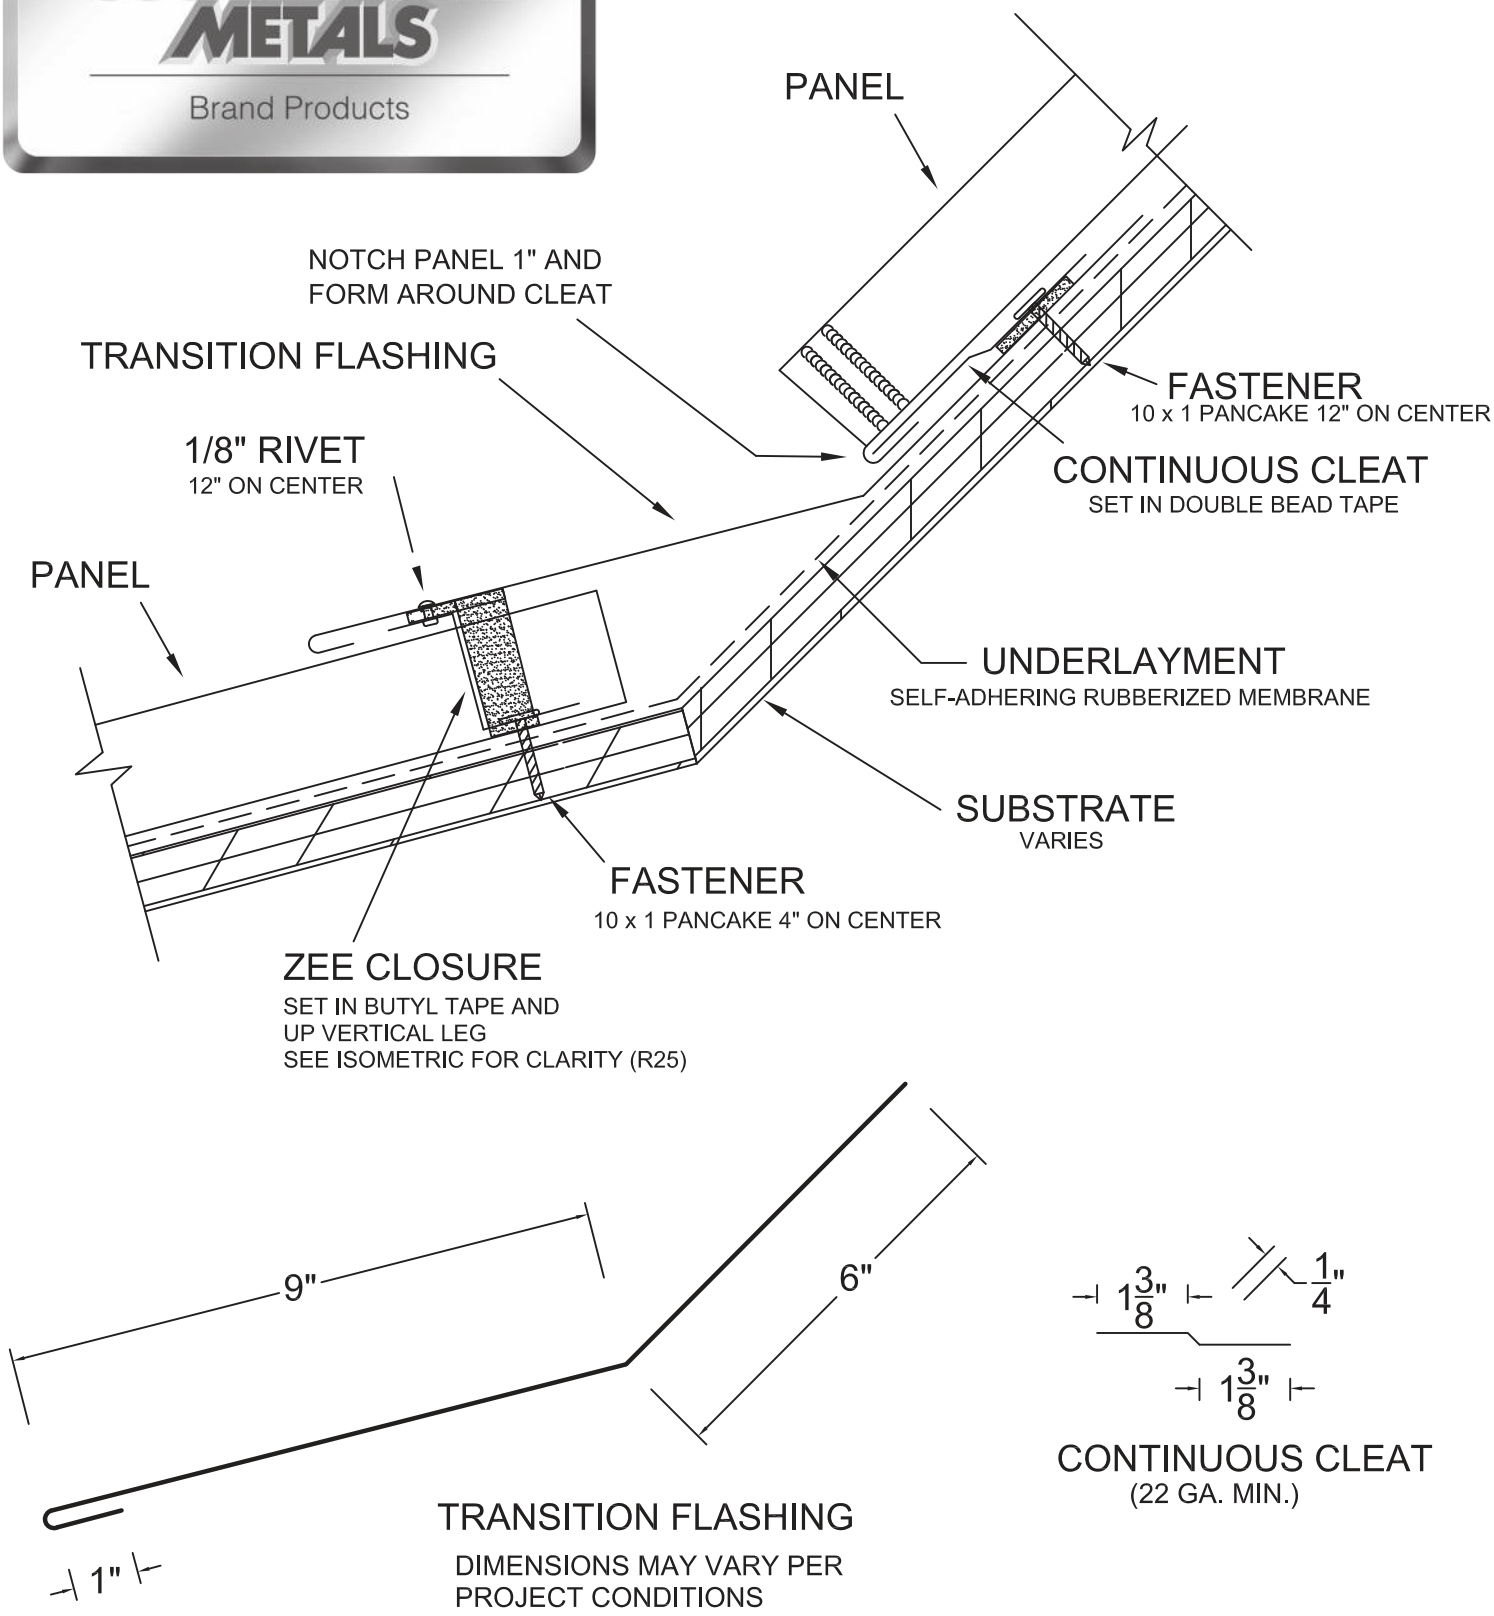 METALS
Brand Products
PANEL
NOTCH PANEL 1" AND
FORM AROUND CLEAT
TRANSITION FLASHING
FASTENER
10 x 1 PANCAKE 12" ON CENTER
1/8" RIVET
12" ON CENTER
CONTINUOUS CLEAT
SET IN DOUBLE BEAD TAPE
PANEL
UNDERLAYMENT
SELF-ADHERING RUBBERIZED MEMBRANE
SUBSTRATE
VARIES
FASTENER
10 x 1 PANCAKE 4" ON CENTER
ZEE CLOSURE
SET IN BUTYL TAPE AND
UP VERTICAL LEG
SEE ISOMETRIC FOR CLARITY (R25)
9"
6"
1 3/8"
1/4"
1 3/8"
CONTINUOUS CLEAT
(22 GA. MIN.)
TRANSITION FLASHING
DIMENSIONS MAY VARY PER
PROJECT CONDITIONS
1"